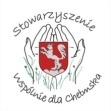 Stowarzyszenie
Wspólnie dla Chełmska